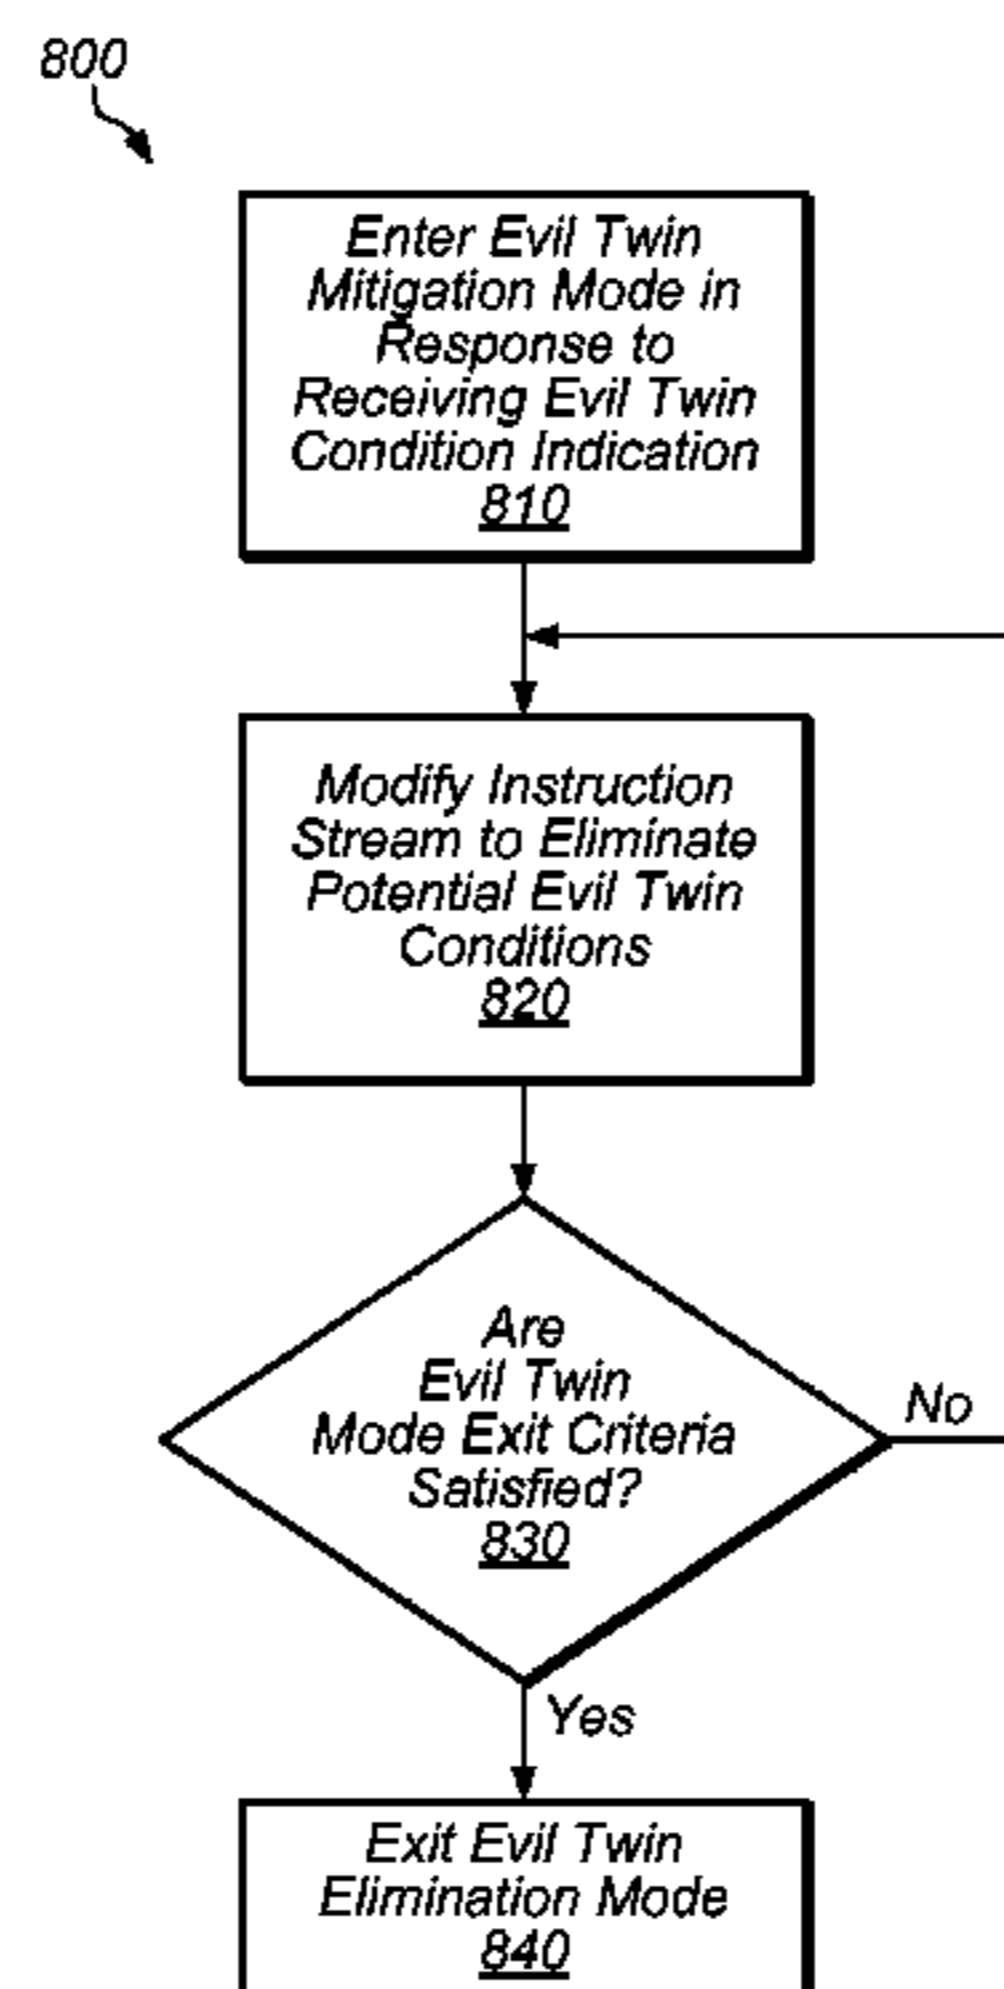 800
Enter Evil Twin
Mitigation Mode in
Response to
Receiving Evil Twin
Condition Indication
810
Modify Instruction
Stream to Eliminate
Potential Evil Twin
Conditions
820
Are
Evil Twin
Mode Exit Criteria
Satisfied?
830
No
Yes
Exit Evil Twin
Elimination Mode
840